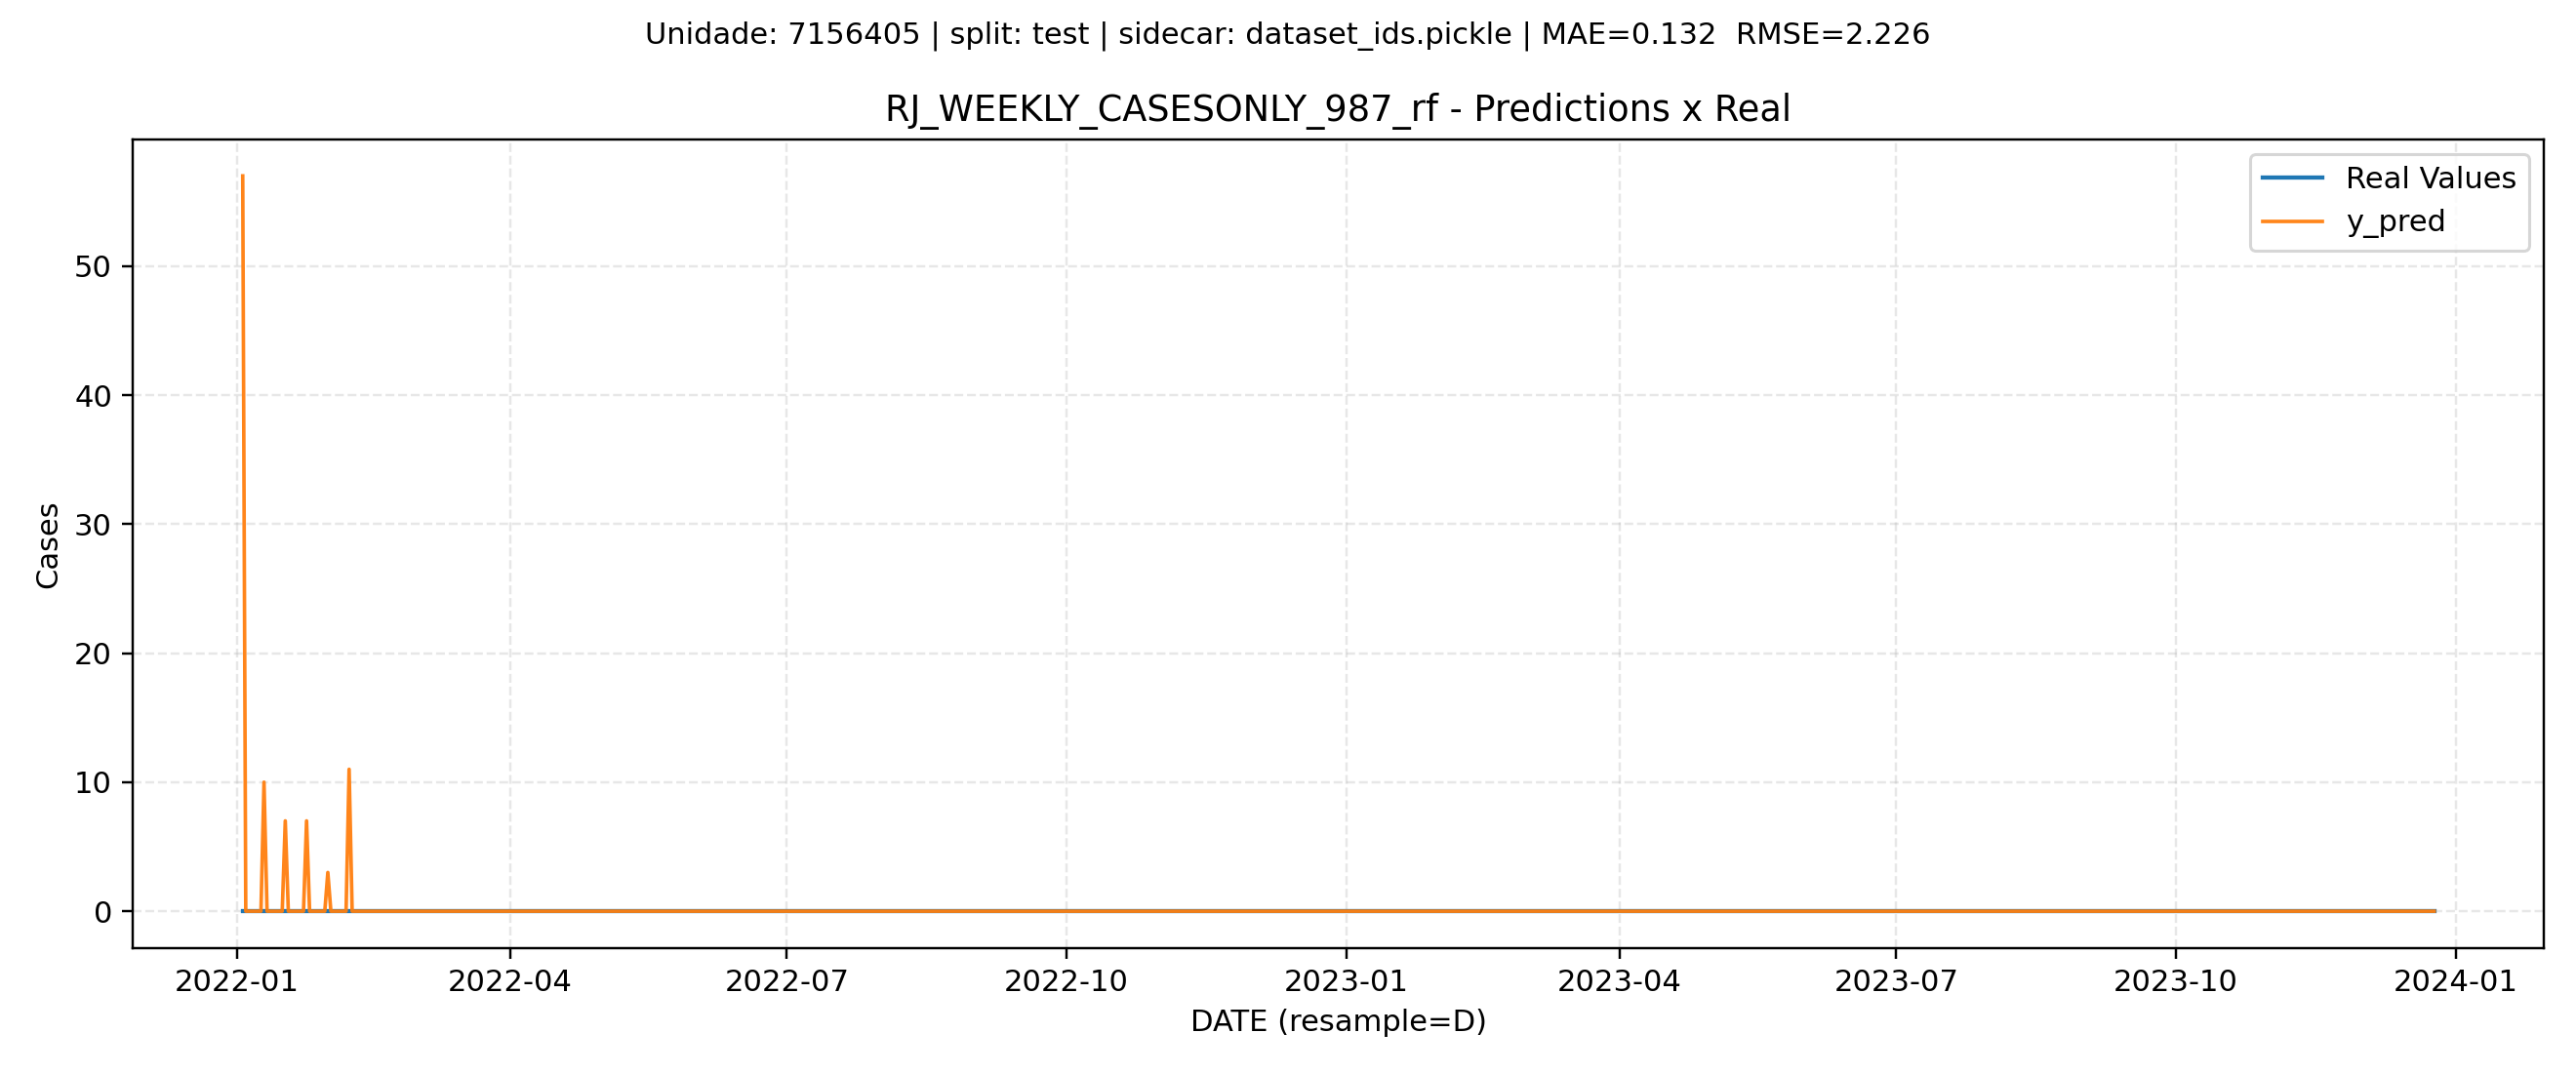 Unidade: 7156405 | split: test | sidecar: dataset_ids.pickle | MAE=0.132  RMSE=2.226
RJ_WEEKLY_CASESONLY_987_rf - Predictions x Real
Real Values
y_pred
Cases
50
40
30
20
10
0
2022-01
2022-04
2022-07
2022-10
2023-01
2023-04
2023-07
2023-10
2024-01
DATE (resample=D)